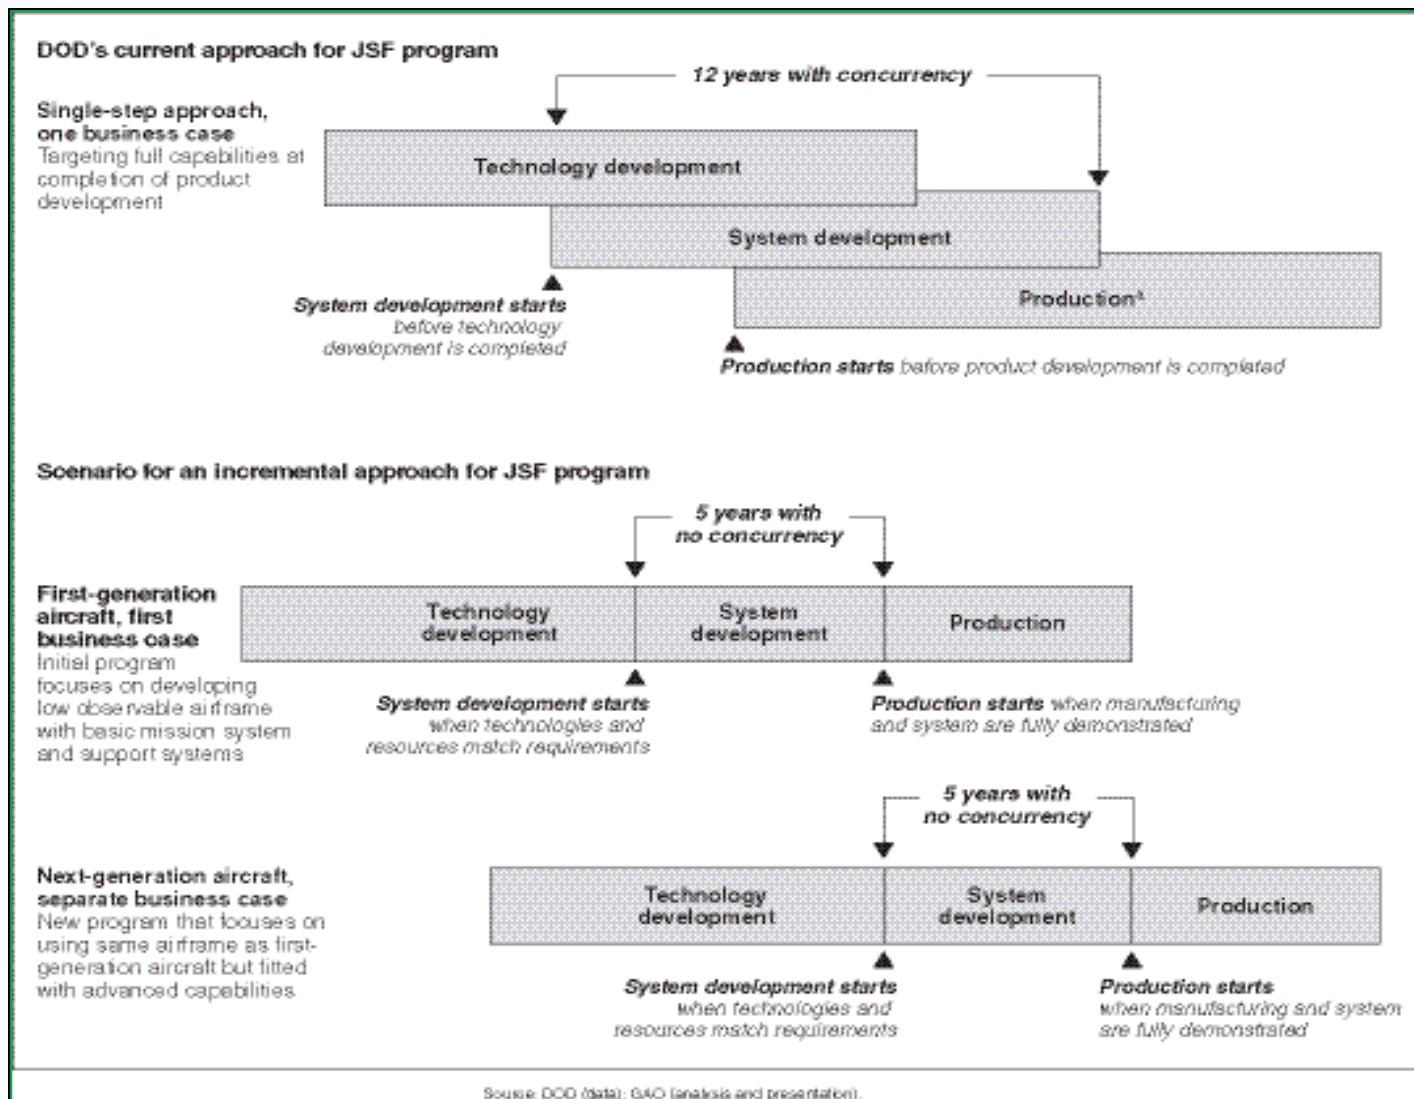 DOD's current approach for JSF program
12 years with concurrency
Single-step approach,
one business case
Targeting full capabilities at
completion of product
development
Technology development
System development
Productionª
System development starts
before technology
development is completed
Production starts before product development is completed
Scenario for an incremental approach for JSF program
5 years with
no concurrency
First-generation
aircraft, first
business case
Initial program
focuses on developing
low observable airframe
with basic mission system
and support systems
Technology
development
System
development
Production
System development starts
when technologies and
resources match requirements
Production starts when manufacturing
and system are fully demonstrated
5 years with
no concurrency
Next-generation aircraft,
separate business case
New program that focuses on
using same airframe as first-
generation aircraft but fitted
with advanced capabilities
Technology
development
System
development
Production
System development starts
when technologies and
resources match requirements
Production starts
when manufacturing and system
are fully demonstrated
Source: DOD (data); GAO (analysis and presentation).